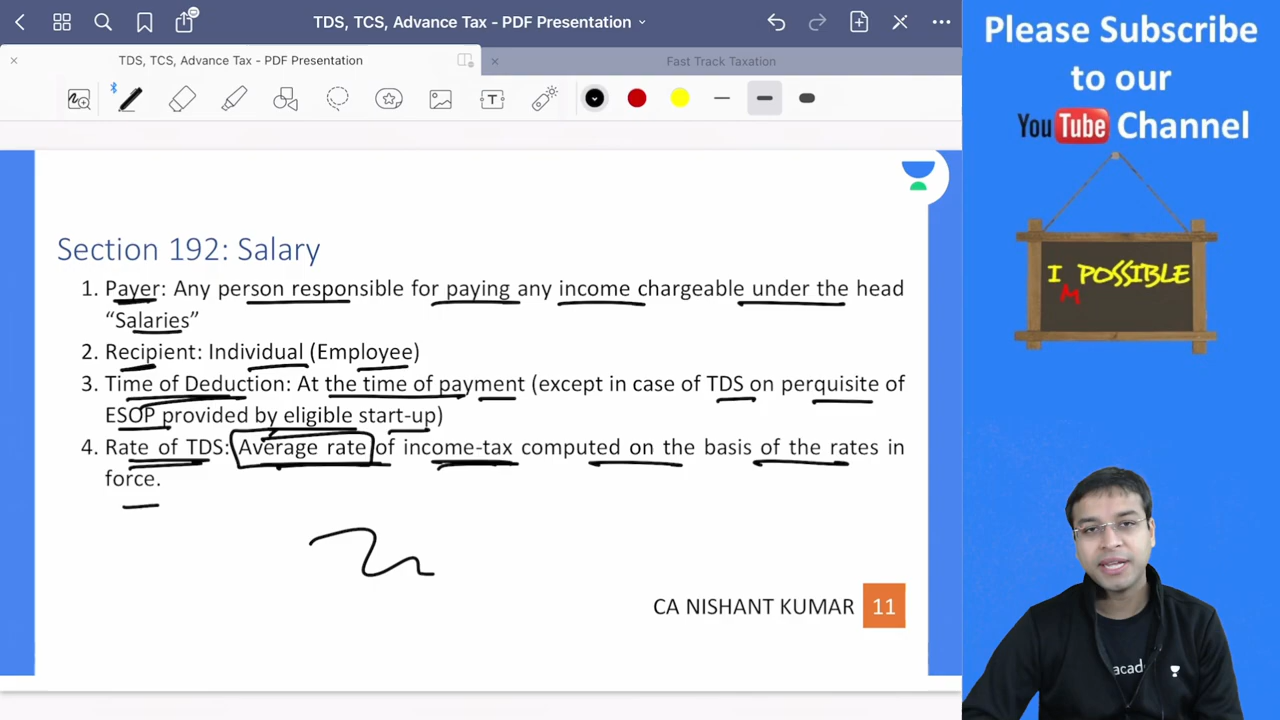 TDS, TCS, Advance Tax - PDF Presentation
TDS, TCS, Advance Tax - PDF Presentation
Fast Track Taxation
Section 192: Salary
1. Payer: Any person responsible for paying any income chargeable under the head
“Salaries”
2. Recipient: Individual (Employee)
3. Time of Deduction: At the time of payment (except in case of TDS on perquisite of
ESOP provided by eligible start-up)
4. Rate of TDS: Average rate of income-tax computed on the basis of the rates in
force.
CA NISHANT KUMAR 11
Please Subscribe
to our
YouTube Channel
I POSSIBLE
M
acade